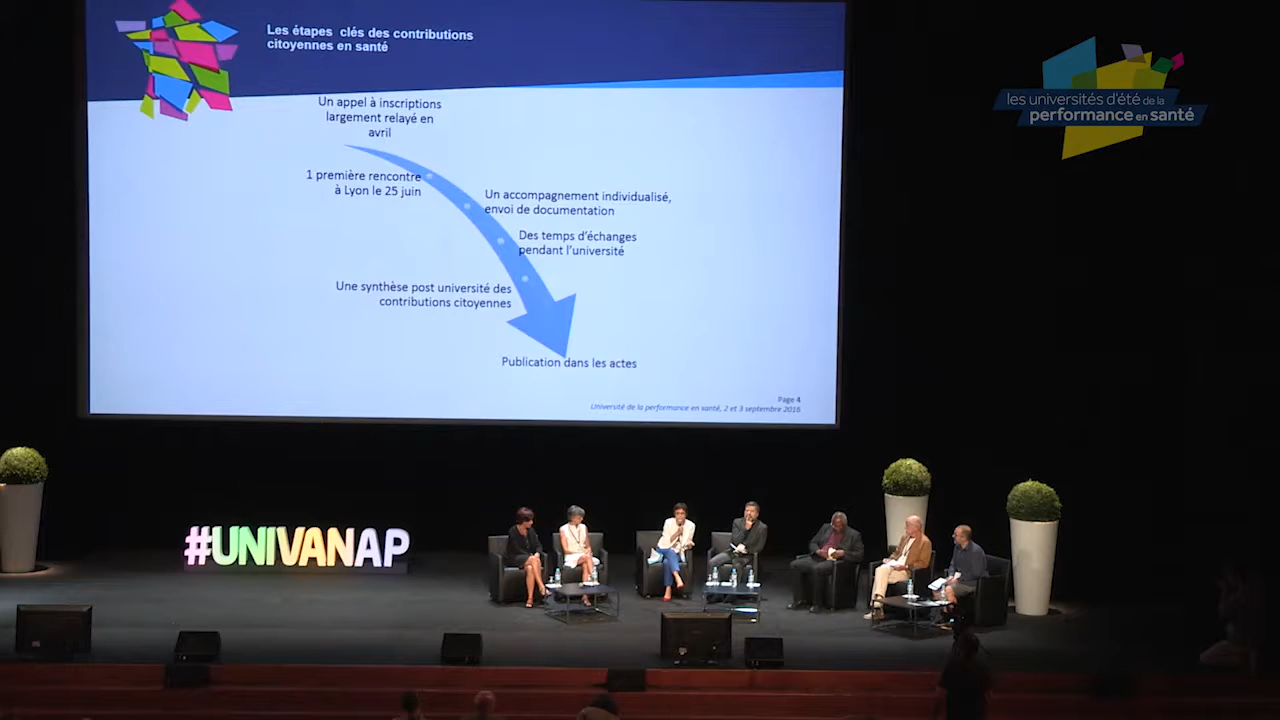 Les étapes clés des contributions
citoyennes en santé
les universités d'été de la
performance en santé
Un appel à inscriptions
largement relayé en
avril
1 première rencontre
à Lyon le 25 juin
Un accompagnement individualisé,
envoi de documentation
Des temps d'échanges
pendant l'université
Une synthèse post université des
contributions citoyennes
Publication dans les actes
Page 4
Université de la performance en santé, 2 et 3 septembre 2016
#UNIVANAP